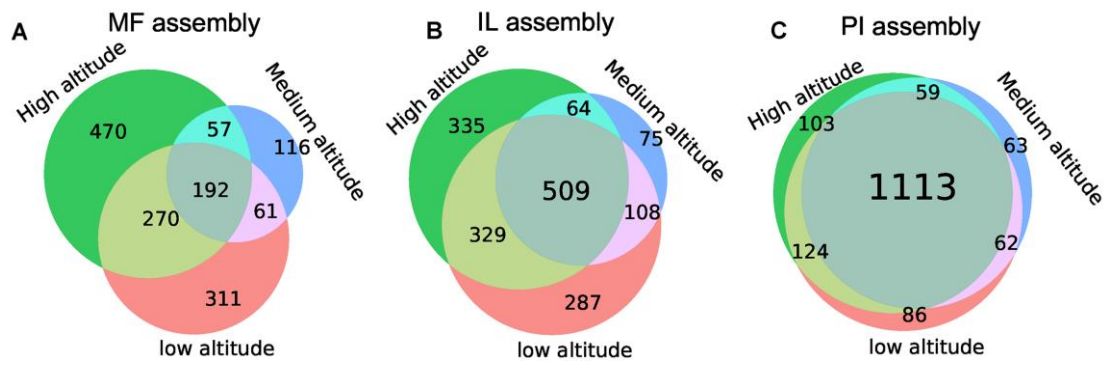 A MF assembly
High altitude
Medium altitude
470
57
116
192
270
61
311
low altitude
B IL assembly
High altitude
Medium altitude
335
64
75
509
108
329
287
low altitude
C PI assembly
High altitude
Medium altitude
59
103
63
1113
124
62
86
low altitude